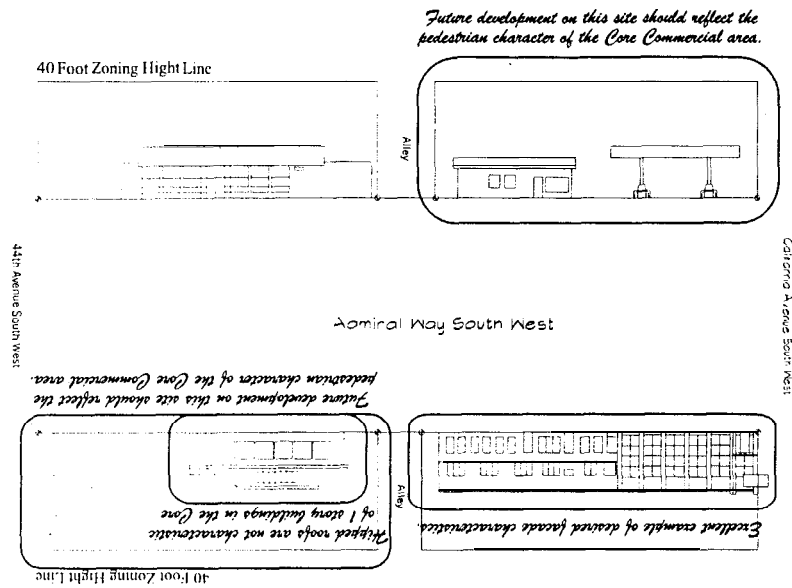 Future development on this site should reflect the
pedestrian character of the Core Commercial area.
40 Foot Zoning Hight Line
Alley
44th Avenue South West
California Avenue South West
Admiral Way South West
Future development on this site should reflect the
pedestrian character of the Core Commercial area.
Alley
Hipped roofs are not characteristic
of 1 story buildings in the Core
Excellent example of desired facade characteristics.
40 Foot Zoning Hight Line